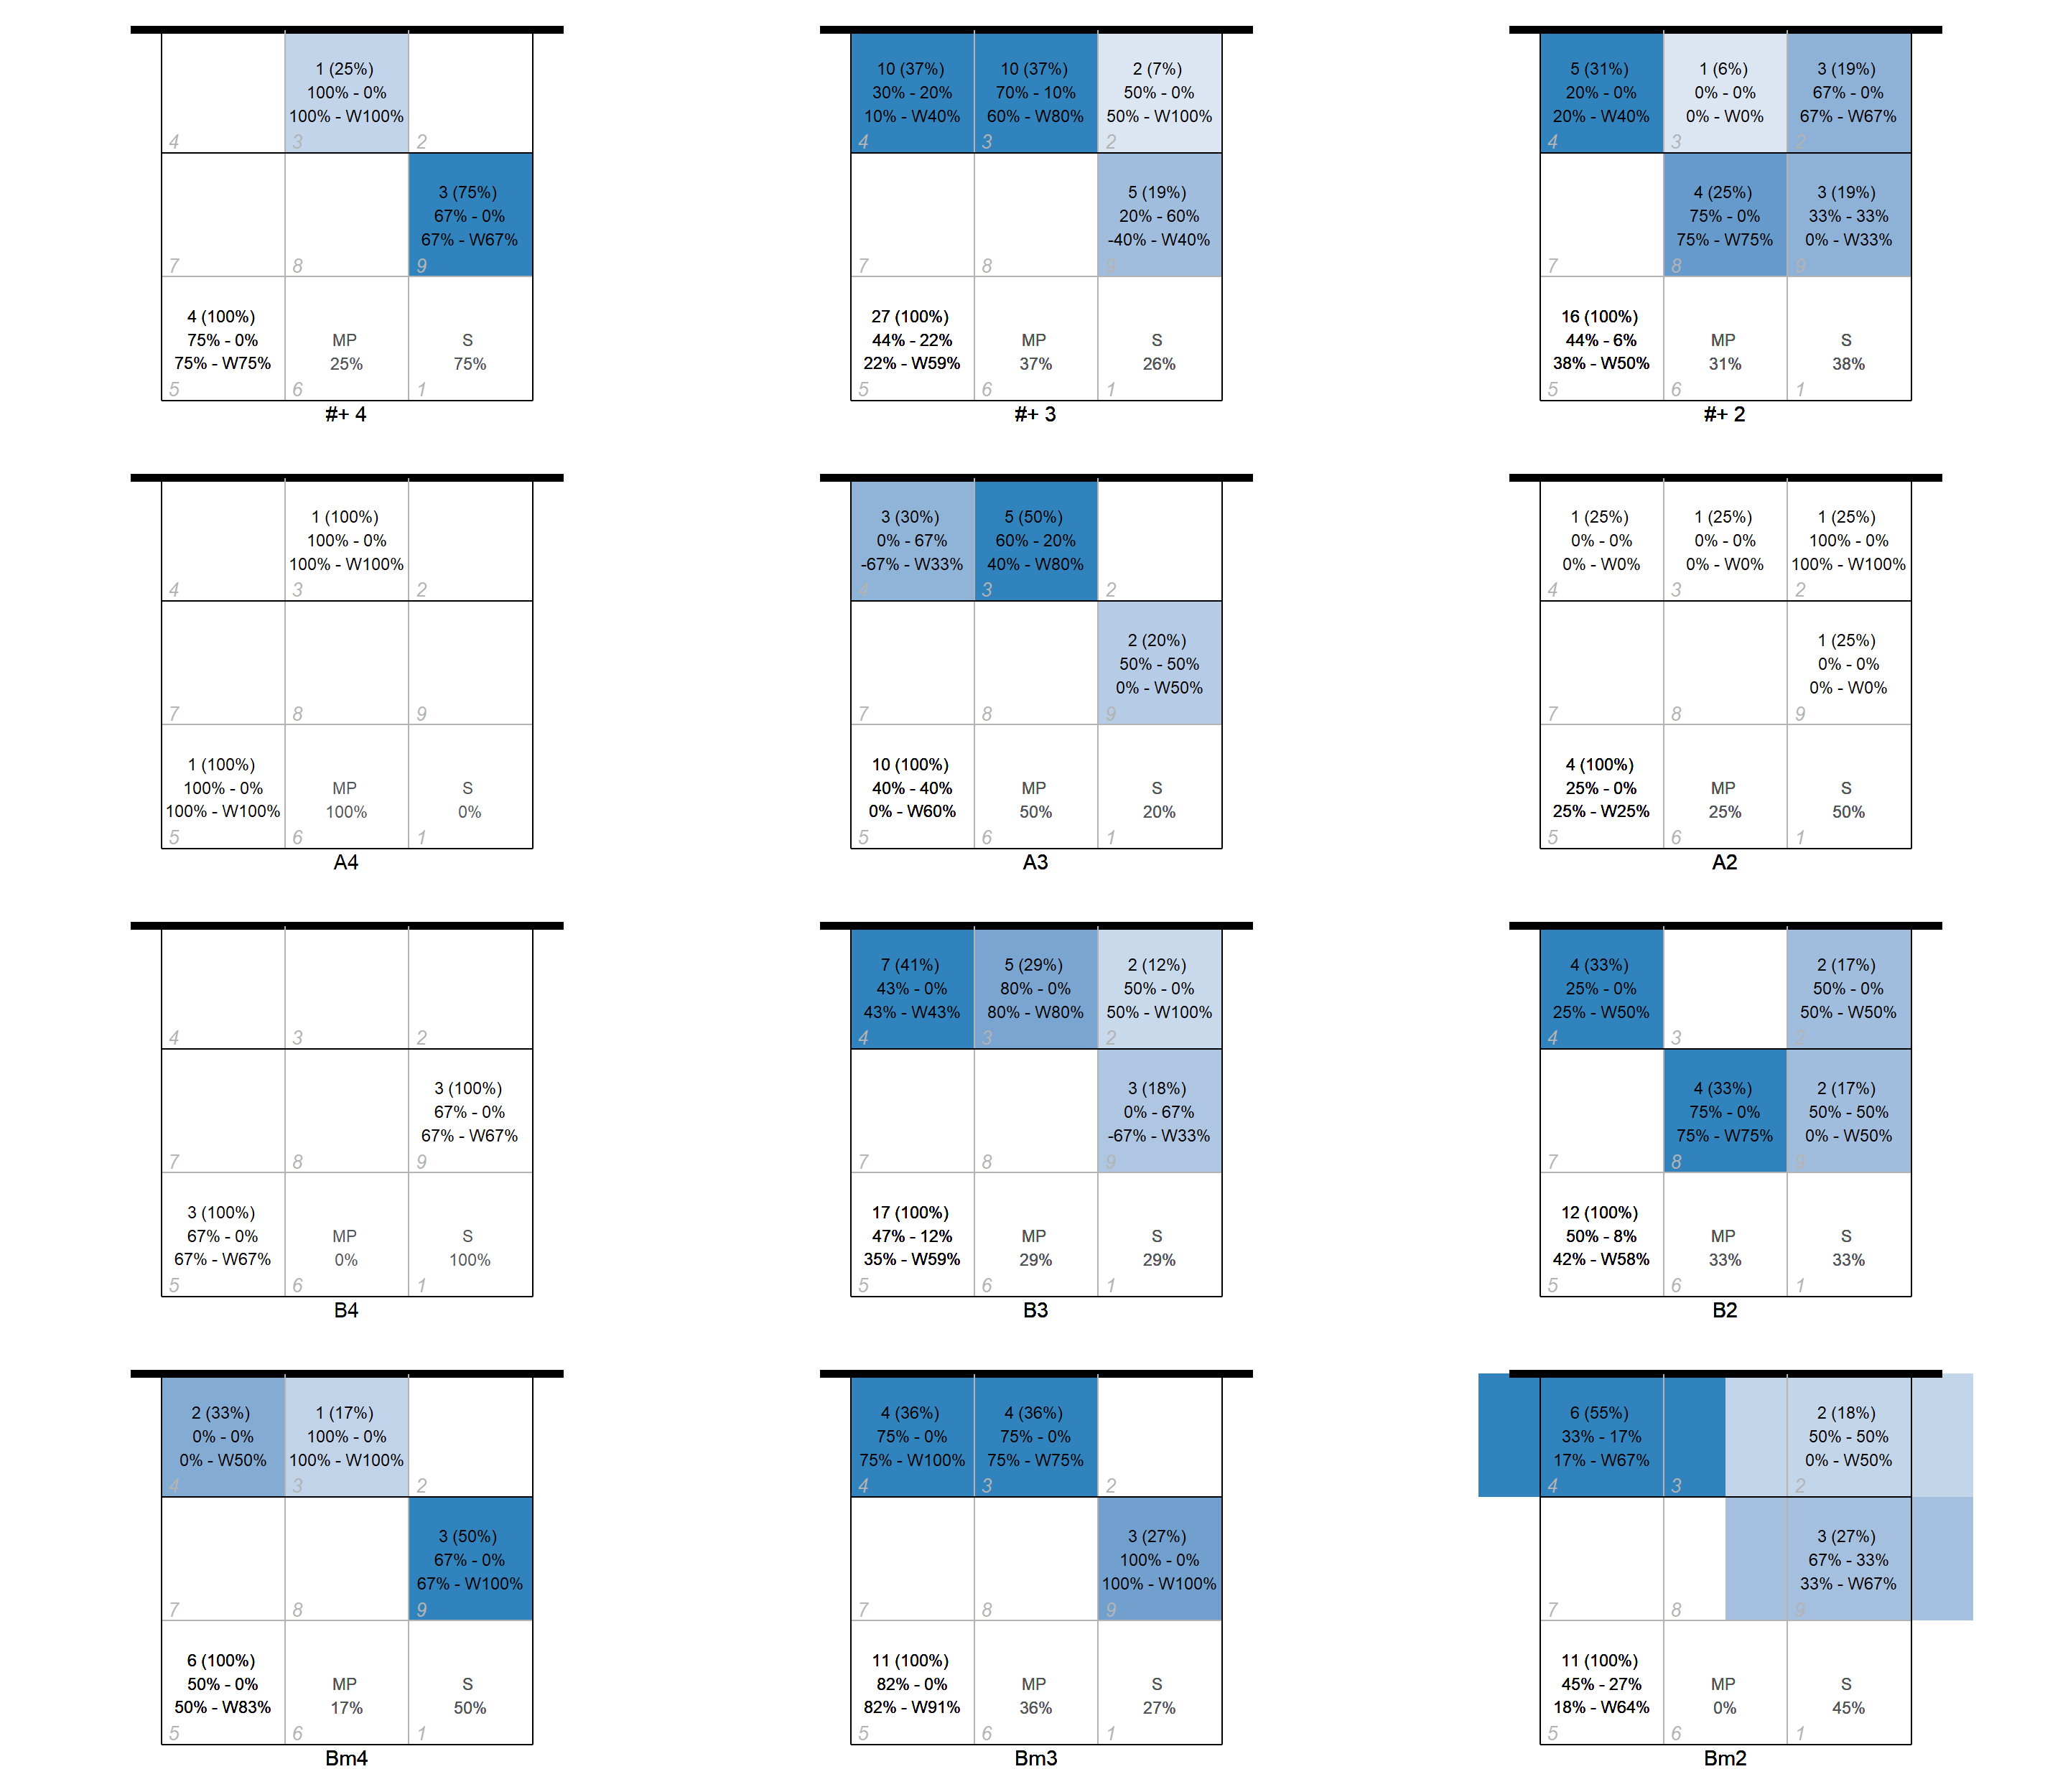 1 (25%)
100% - 0%
100% - W100%
4
3
2
3 (75%)
67% - 0%
67% - W67%
7
8
9
4 (100%)
75% - 0%
75% - W75%
MP
25%
S
75%
5
6
1
#+ 4
10 (37%)
30% - 20%
10% - W40%
10 (37%)
70% - 10%
60% - W80%
2 (7%)
50% - 0%
50% - W100%
4
3
2
5 (19%)
20% - 60%
-40% - W40%
7
8
9
27 (100%)
44% - 22%
22% - W59%
MP
37%
S
26%
5
6
1
#+ 3
5 (31%)
20% - 0%
20% - W40%
1 (6%)
0% - 0%
0% - W0%
3 (19%)
67% - 0%
67% - W67%
4
3
2
4 (25%)
75% - 0%
75% - W75%
3 (19%)
33% - 33%
0% - W33%
7
8
9
16 (100%)
44% - 6%
38% - W50%
MP
31%
S
38%
5
6
1
#+ 2
1 (100%)
100% - 0%
100% - W100%
4
3
2
7
8
9
1 (100%)
100% - 0%
100% - W100%
MP
100%
S
0%
5
6
1
A4
3 (30%)
0% - 67%
-67% - W33%
5 (50%)
60% - 20%
40% - W80%
4
3
2
2 (20%)
50% - 50%
0% - W50%
7
8
9
10 (100%)
40% - 40%
0% - W60%
MP
50%
S
20%
5
6
1
A3
1 (25%)
0% - 0%
0% - W0%
1 (25%)
0% - 0%
0% - W0%
1 (25%)
100% - 0%
100% - W100%
4
3
2
1 (25%)
0% - 0%
0% - W0%
7
8
9
4 (100%)
25% - 0%
25% - W25%
MP
25%
S
50%
5
6
1
A2
4
3
2
3 (100%)
67% - 0%
67% - W67%
7
8
9
3 (100%)
67% - 0%
67% - W67%
MP
0%
S
100%
5
6
1
B4
7 (41%)
43% - 0%
43% - W43%
5 (29%)
80% - 0%
80% - W80%
2 (12%)
50% - 0%
50% - W100%
4
3
2
3 (18%)
0% - 67%
-67% - W33%
7
8
9
17 (100%)
47% - 12%
35% - W59%
MP
29%
S
29%
5
6
1
B3
4 (33%)
25% - 0%
25% - W50%
2 (17%)
50% - 0%
50% - W50%
4
3
2
4 (33%)
75% - 0%
75% - W75%
2 (17%)
50% - 50%
0% - W50%
7
8
9
12 (100%)
50% - 8%
42% - W58%
MP
33%
S
33%
5
6
1
B2
2 (33%)
0% - 0%
0% - W50%
1 (17%)
100% - 0%
100% - W100%
4
3
2
3 (50%)
67% - 0%
67% - W100%
7
8
9
6 (100%)
50% - 0%
50% - W83%
MP
17%
S
50%
5
6
1
Bm4
4 (36%)
75% - 0%
75% - W100%
4 (36%)
75% - 0%
75% - W75%
4
3
2
3 (27%)
100% - 0%
100% - W100%
7
8
9
11 (100%)
82% - 0%
82% - W91%
MP
36%
S
27%
5
6
1
Bm3
6 (55%)
33% - 17%
17% - W67%
2 (18%)
50% - 50%
0% - W50%
4
3
2
3 (27%)
67% - 33%
33% - W67%
7
8
9
11 (100%)
45% - 27%
18% - W64%
MP
0%
S
45%
5
6
1
Bm2